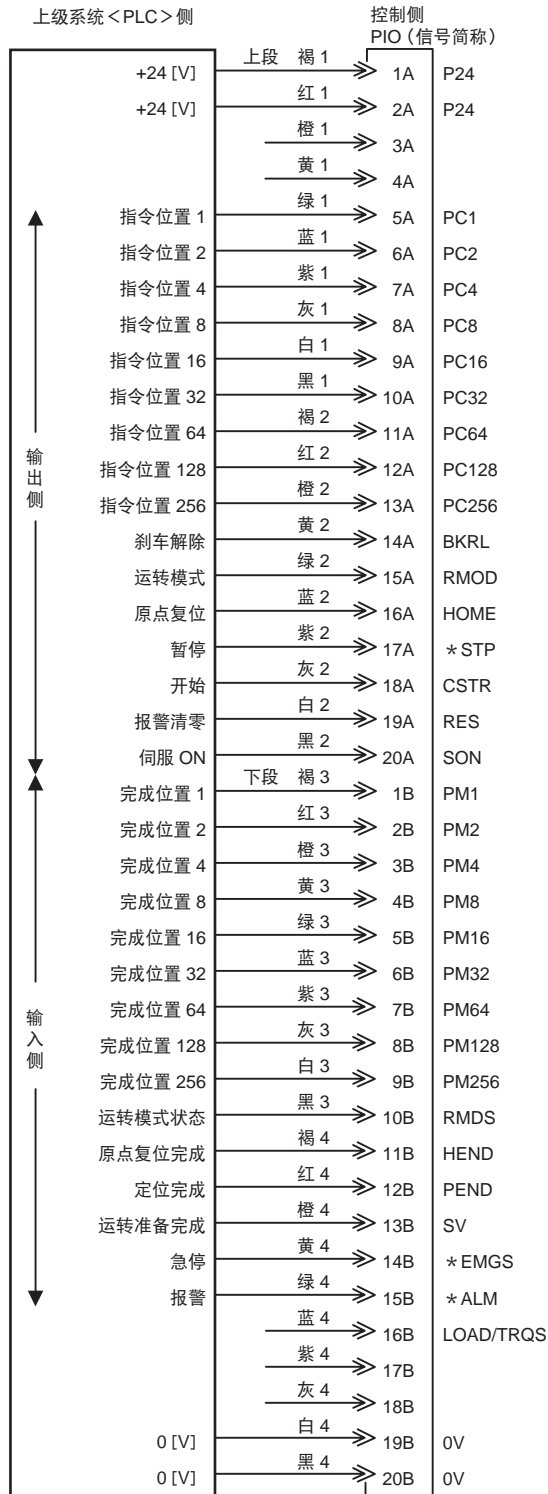 上级系统＜PLC＞侧
控制侧
PIO（信号简称）
+24 [V] 上段 褐 1 1A P24
+24 [V] 红 1 2A P24
橙 1 3A
黄 1 4A
指令位置 1 绿 1 5A PC1
指令位置 2 蓝 1 6A PC2
指令位置 4 紫 1 7A PC4
指令位置 8 灰 1 8A PC8
指令位置 16 白 1 9A PC16
指令位置 32 黑 1 10A PC32
指令位置 64 褐 2 11A PC64
指令位置 128 红 2 12A PC128
指令位置 256 橙 2 13A PC256
刹车解除 黄 2 14A BKRL
运转模式 绿 2 15A RMOD
原点复位 蓝 2 16A HOME
暂停 紫 2 17A ＊STP
开始 灰 2 18A CSTR
报警清零 白 2 19A RES
伺服 ON 黑 2 20A SON
输出侧
完成位置 1 下段 褐 3 1B PM1
完成位置 2 红 3 2B PM2
完成位置 4 橙 3 3B PM4
完成位置 8 黄 3 4B PM8
完成位置 16 绿 3 5B PM16
完成位置 32 蓝 3 6B PM32
完成位置 64 紫 3 7B PM64
完成位置 128 灰 3 8B PM128
完成位置 256 白 3 9B PM256
运转模式状态 黑 3 10B RMDS
原点复位完成 褐 4 11B HEND
定位完成 红 4 12B PEND
运转准备完成 橙 4 13B SV
急停 黄 4 14B ＊EMGS
报警 绿 4 15B ＊ALM
输入侧
蓝 4 16B LOAD/TRQS
紫 4 17B
灰 4 18B
0 [V] 白 4 19B 0V
0 [V] 黑 4 20B 0V